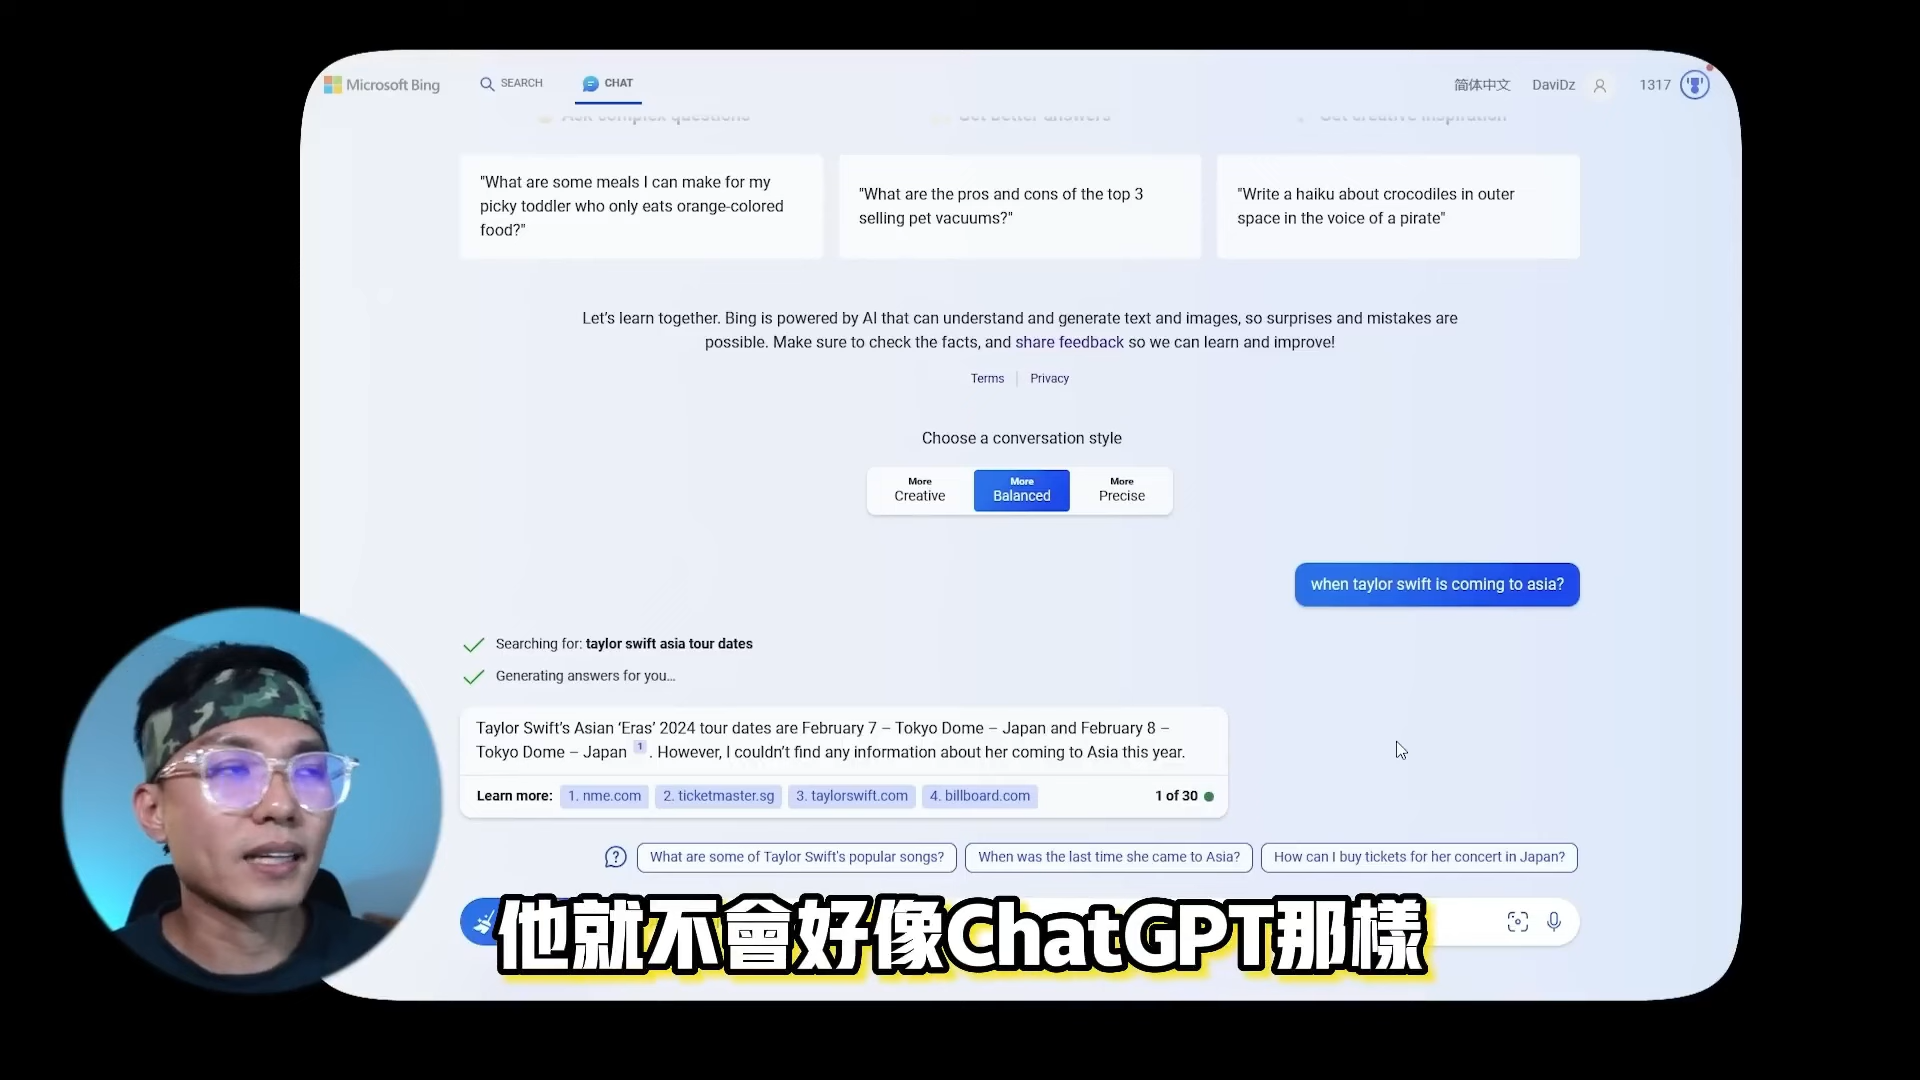 Microsoft Bing
SEARCH
CHAT
简体中文
DaviDz
1317
Ask complex questions
Get better answers
Get creative inspiration
"What are some meals I can make for my
picky toddler who only eats orange-colored
food?"
"What are the pros and cons of the top 3
selling pet vacuums?"
"Write a haiku about crocodiles in outer
space in the voice of a pirate"
Let's learn together. Bing is powered by AI that can understand and generate text and images, so surprises and mistakes are
possible. Make sure to check the facts, and share feedback so we can learn and improve!
Terms
Privacy
Choose a conversation style
More
Creative
More
Balanced
More
Precise
when taylor swift is coming to asia?
Searching for: taylor swift asia tour dates
Generating answers for you...
Taylor Swift's Asian ‘Eras’ 2024 tour dates are February 7 – Tokyo Dome – Japan and February 8 –
Tokyo Dome – Japan 1 . However, I couldn't find any information about her coming to Asia this year.
Learn more:
1. nme.com
2. ticketmaster.sg
3. taylorswift.com
4. billboard.com
1 of 30
What are some of Taylor Swift's popular songs?
When was the last time she came to Asia?
How can I buy tickets for her concert in Japan?
他就不會好像ChatGPT那樣